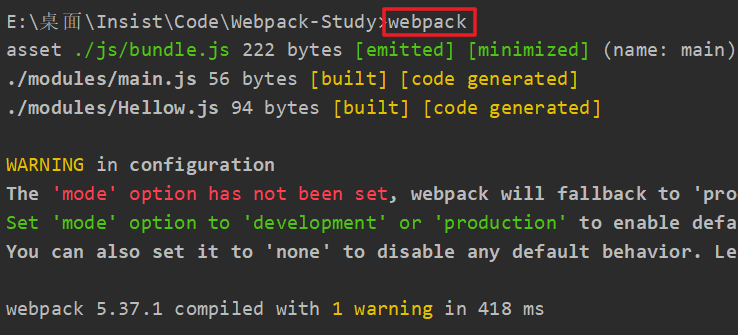 E:\桌面\Insist\Code\Webpack-Study>webpack
asset ./js/bundle.js 222 bytes [emitted] [minimized] (name: main)
./modules/main.js 56 bytes [built] [code generated]
./modules/Hellow.js 94 bytes [built] [code generated]
WARNING in configuration
The 'mode' option has not been set, webpack will fallback to 'pro
Set 'mode' option to 'development' or 'production' to enable defa
You can also set it to 'none' to disable any default behavior. Le
webpack 5.37.1 compiled with 1 warning in 418 ms